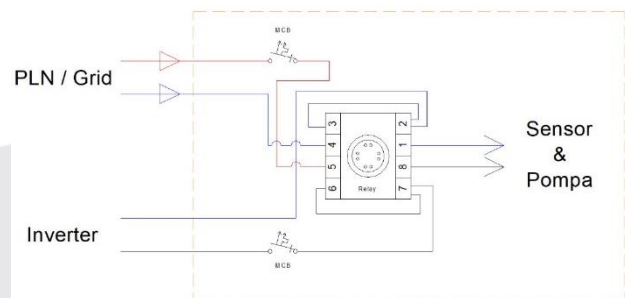 MCB
PLN / Grid
3
2
4
1
5
8
6
7
Relay
Sensor
&
Pompa
Inverter
MCB